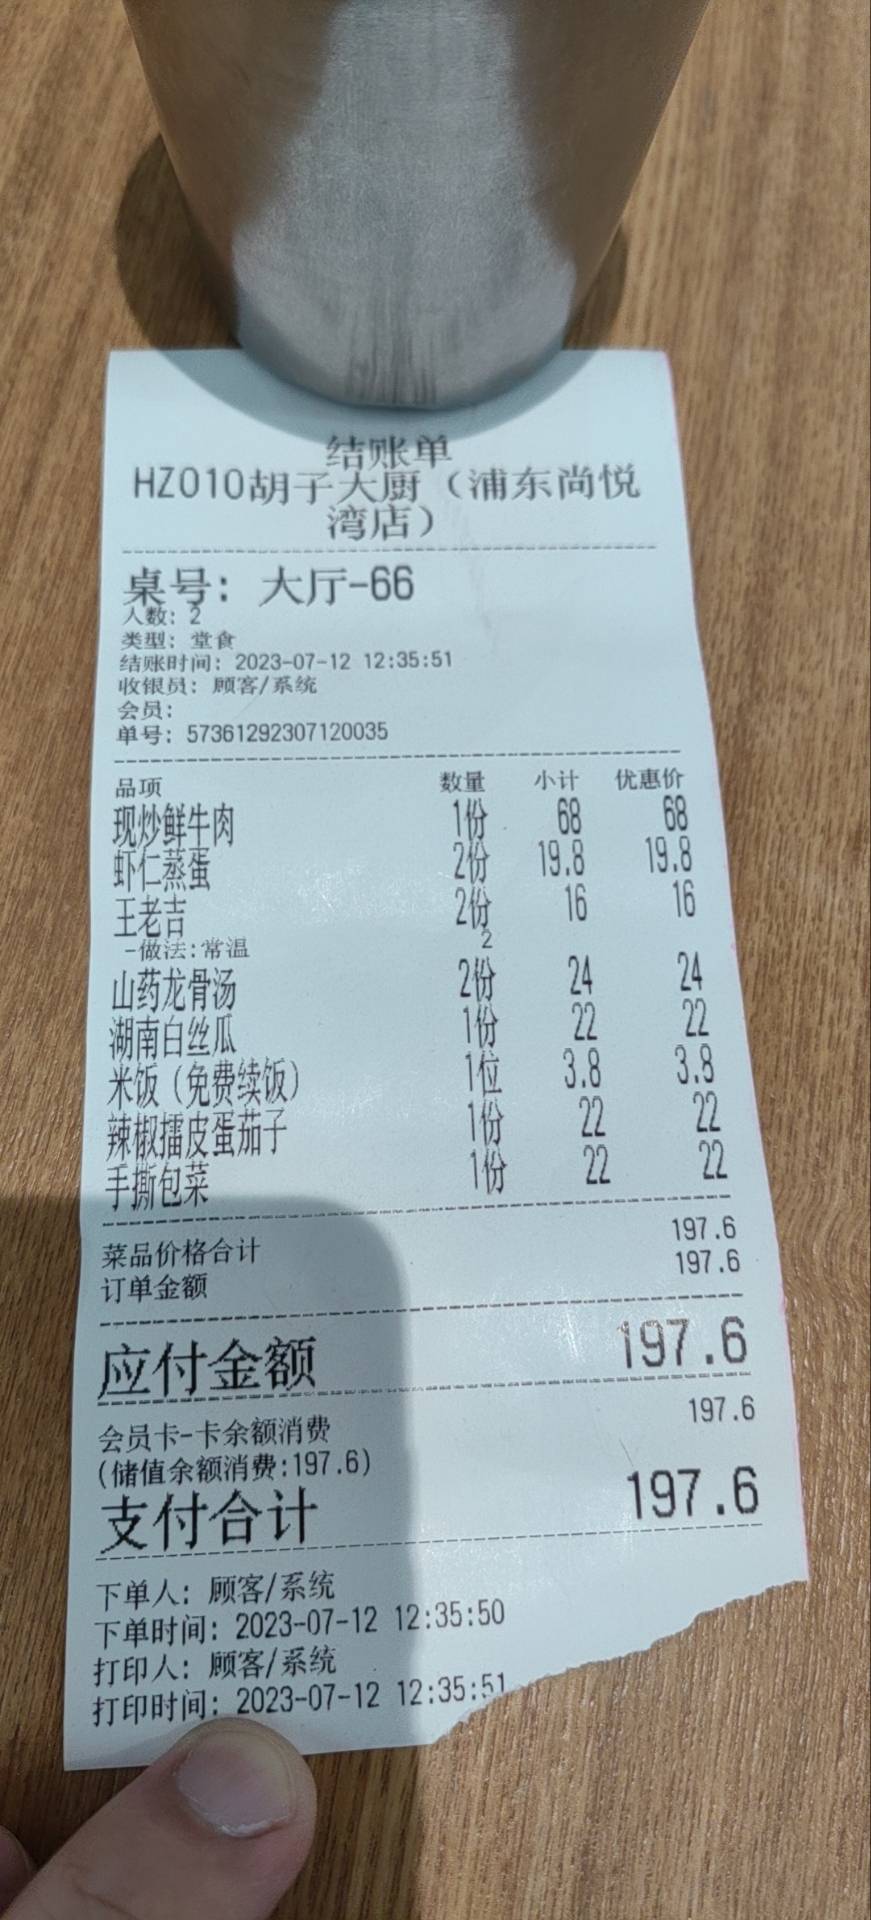 结账单
HZ010胡子大厨（浦东尚悦
湾店）
桌号：大厅-66
人数：2
类型：堂食
结账时间：2023-07-12 12:35:51
收银员：顾客/系统
会员：
单号：57361292307120035
品项 数量 小计 优惠价
现炒鲜牛肉 1份 68 68
虾仁蒸蛋 2份 19.8 19.8
王老吉 2份 16 16
-做法:常温 2
山药龙骨汤 2份 24 24
湖南白丝瓜 1份 22 22
米饭（免费续饭） 1位 3.8 3.8
辣椒擂皮蛋茄子 1份 22 22
手撕包菜 1份 22 22
菜品价格合计 197.6
订单金额 197.6
应付金额 197.6
会员卡-卡余额消费 197.6
(储值余额消费:197.6)
支付合计 197.6
下单人：顾客/系统
下单时间：2023-07-12 12:35:50
打印人：顾客/系统
打印时间：2023-07-12 12:35:51